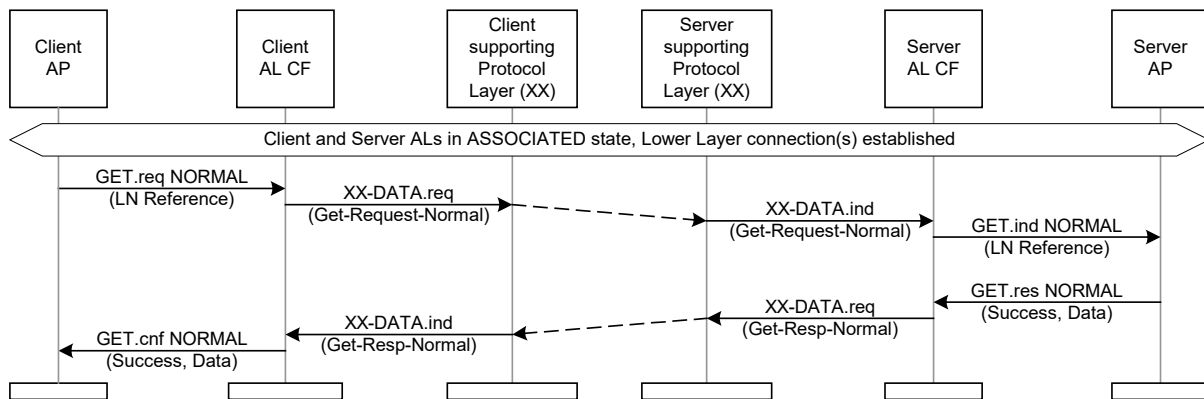 Client
AP
Client
AL CF
Client
supporting
Protocol
Layer (XX)
Server
supporting
Protocol
Layer (XX)
Server
AL CF
Server
AP
Client and Server ALs in ASSOCIATED state, Lower Layer connection(s) established
GET.req NORMAL
(LN Reference)
XX-DATA.req
(Get-Request-Normal)
XX-DATA.ind
(Get-Request-Normal)
GET.ind NORMAL
(LN Reference)
GET.res NORMAL
(Success, Data)
XX-DATA.req
(Get-Resp-Normal)
XX-DATA.ind
(Get-Resp-Normal)
GET.cnf NORMAL
(Success, Data)